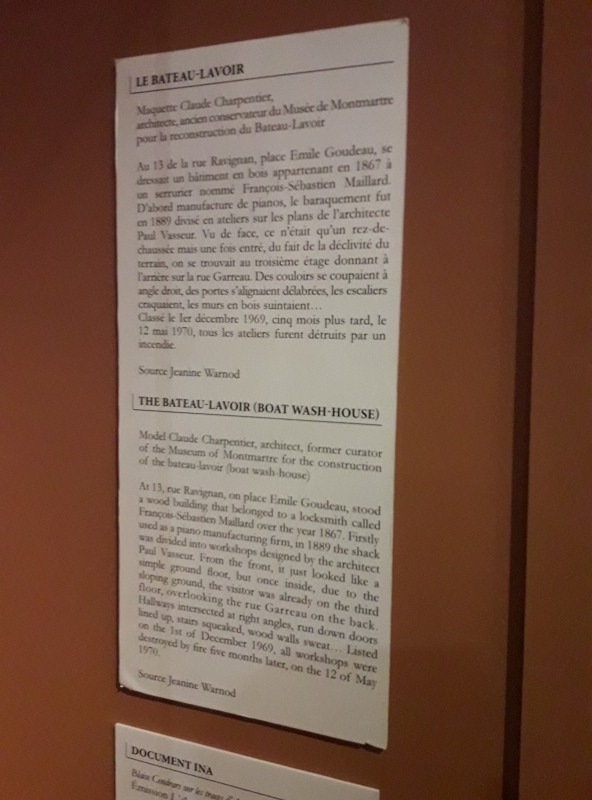 LE BATEAU-LAVOIR
Maquette Claude Charpentier,
architecte, ancien conservateur du Musée de Montmartre
pour la reconstruction du Bateau-Lavoir
Au 13 de la rue Ravignan, place Emile Goudeau, se
dressait un bâtiment en bois appartenant en 1867 à
un serrurier nommé François-Sébastien Maillard.
D'abord manufacture de pianos, le baraquement fut
en 1889 divisé en ateliers sur les plans de l'architecte
Paul Vasseur. Vu de face, ce n'était qu'un rez-de-
chaussée mais une fois entré, du fait de la déclivité du
terrain, on se trouvait au troisième étage donnant à
l'arrière sur la rue Garreau. Des couloirs se coupaient à
angle droit, des portes s'alignaient délabrées, les escaliers
craquaient, les murs en bois suintaient…
Classé le 1er décembre 1969, cinq mois plus tard, le
12 mai 1970, tous les ateliers furent détruits par un
incendie.
Source Jeanine Warnod
THE BATEAU-LAVOIR (BOAT WASH-HOUSE)
Model Claude Charpentier, architect, former curator
of the Museum of Montmartre for the construction
of the bateau-lavoir (boat wash-house)
At 13, rue Ravignan, on place Emile Goudeau, stood
a wood building that belonged to a locksmith called
François-Sébastien Maillard over the year 1867. Firstly
used as a piano manufacturing firm, in 1889 the shack
was divided into workshops designed by the architect
Paul Vasseur. From the front, it just looked like a
simple ground floor, but once inside, due to the
sloping ground, the visitor was already on the third
floor, overlooking the rue Garreau on the back.
Hallways intersected at right angles, run down doors
lined up, stairs squeaked, wood walls sweat… Listed
on the 1st of December 1969, all workshops were
destroyed by fire five months later, on the 12 of May
1970.
Source Jeanine Warnod
DOCUMENT INA
sur les traces